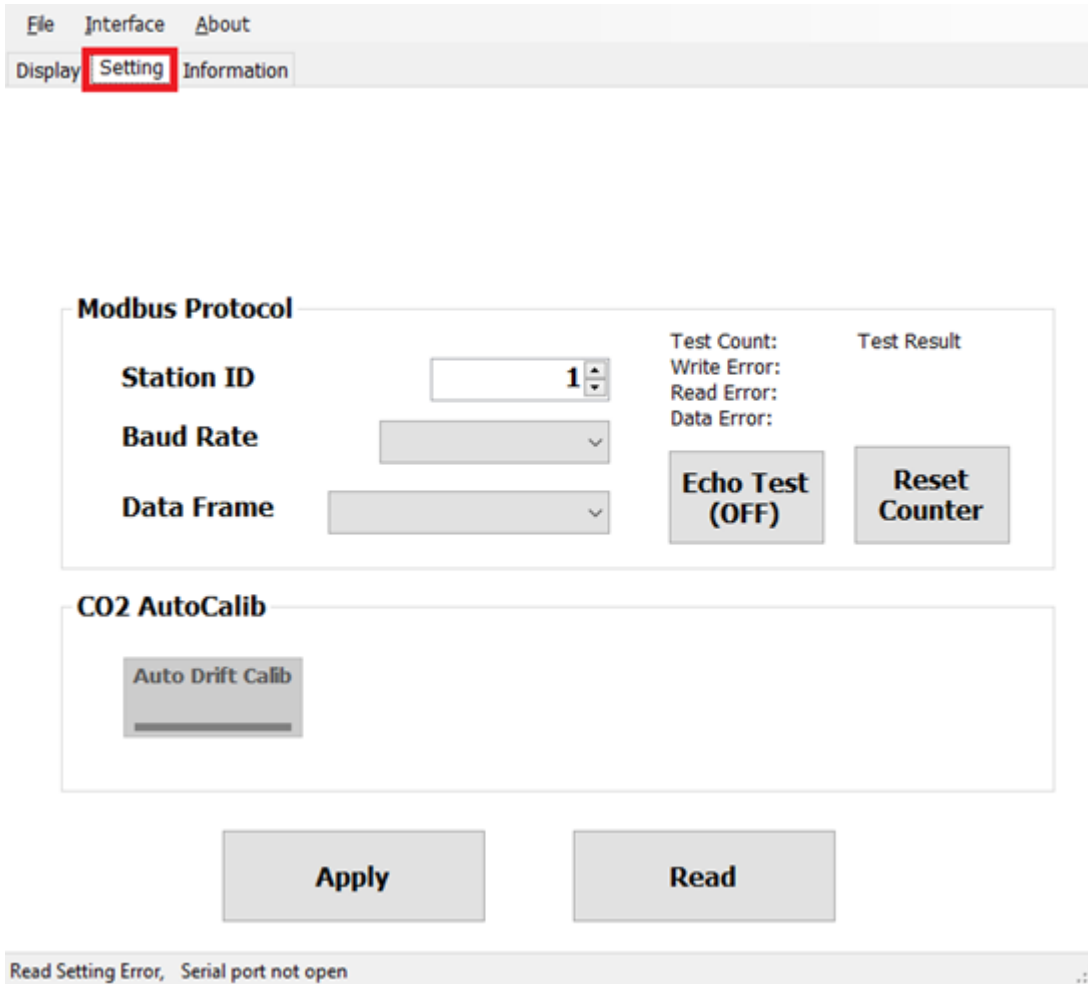 File Interface About
Display Setting Information
Modbus Protocol
Station ID 1
Baud Rate
Data Frame
Test Count: Test Result
Write Error:
Read Error:
Data Error:
Echo Test
(OFF)
Reset
Counter
CO2 AutoCalib
Auto Drift Calib
Apply Read
Read Setting Error, Serial port not open